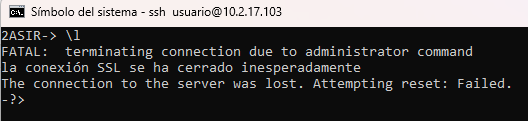 Símbolo del sistema - ssh usuario@10.2.17.103
2ASIR-> \l
FATAL:  terminating connection due to administrator command
la conexión SSL se ha cerrado inesperadamente
The connection to the server was lost. Attempting reset: Failed.
-?>